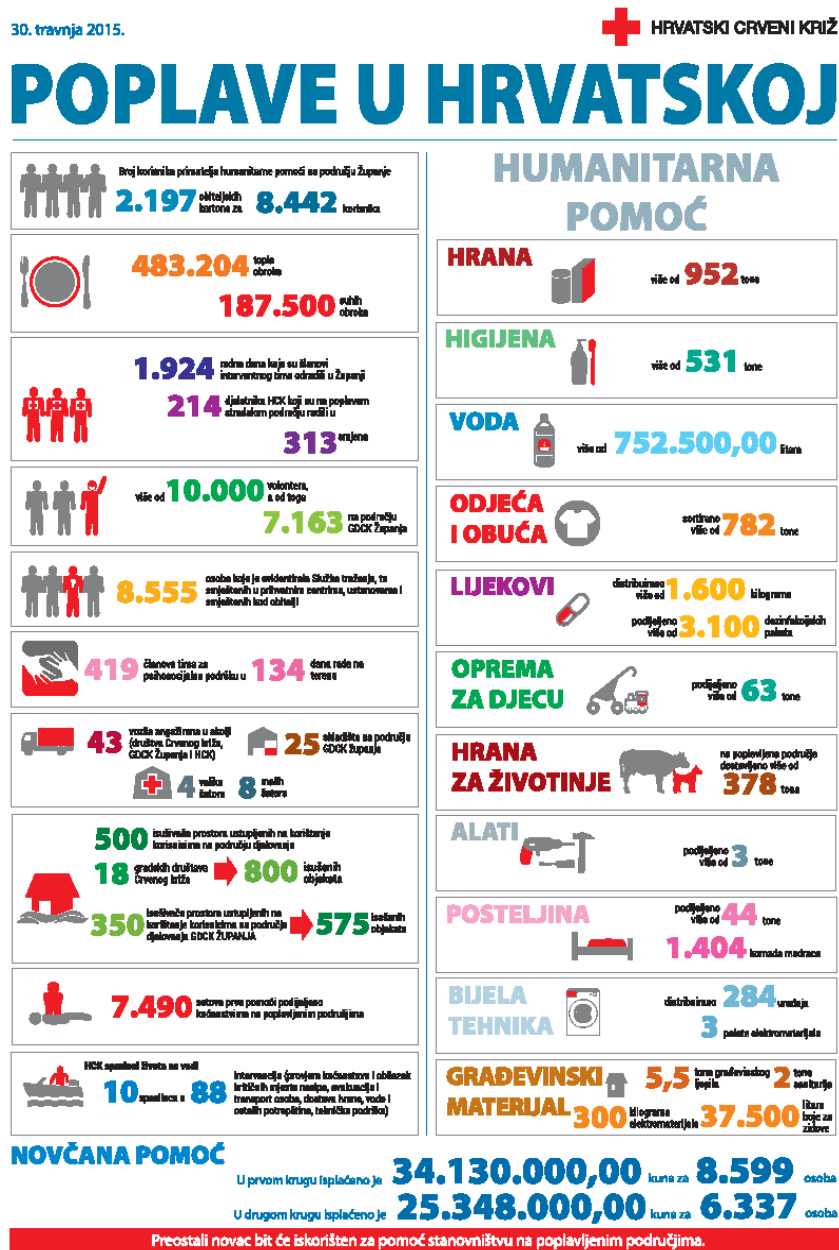 30. travnja 2015.
HRVATSKI CRVENI KRIŽ
POPLAVE U HRVATSKOJ
Broj korisnika primatelja humanitarne pomoći na području Županje
2.197 obiteljskih kartona za 8.442 korisnika
483.204 topla obroka
187.500 suhih obroka
1.924 radna dana koje su članovi interventnog tima odradili u Županji
214 djelatnika HCK koji su na poplavom stradalom području radili u
313 smjena
više od 10.000 volontera, a od toga
7.163 na području GDCK Županja
8.555 osoba koje je evidentirala Služba traženja, te smještenih u prihvatnim centrima, ustanovama i smještenih kod obitelji
419 članova tima za psihosocijalnu podršku u 134 dana rada na terenu
43 vozila angažirana u akciji (društva Crvenog križa, GDCK Županja i HCK)
25 skladišta na području GDCK Županje
4 velika šatora 8 malih šatora
500 isušivača prostora ustupljenih na korištenje korisnicima na području djelovanja
18 gradskih društava Crvenog križa 800 isušenih objekata
350 isušivača prostora ustupljenih na korištenje korisnicima na području djelovanja GDCK ŽUPANJA 575 isušenih objekata
7.490 setova prve pomoći podijeljeno kućanstvima na poplavljenim područjima
HCK spasioci života na vodi
10 spasilaca u 88 intervencija (provjera kućanstava i obilazak kritičnih mjesta nasipa, evakuacija i transport osoba, dostava hrane, vode i ostalih potrepština, tehnička podrška)
HUMANITARNA
POMOĆ
HRANA
više od 952 tone
HIGIJENA
više od 531 tone
VODA
više od 752.500,00 litara
ODJEĆA
I OBUĆA
sortirano više od 782 tone
LIJEKOVI
distribuirano više od 1.600 kilograma
podijeljeno više od 3.100 dezinfekcijskih paketa
OPREMA
ZA DJECU
podijeljeno više od 63 tone
HRANA
ZA ŽIVOTINJE
na poplavljeno područje dostavljeno više od
378 tona
ALATI
podijeljeno više od 3 tone
POSTELJINA
podijeljeno više od 44 tone
1.404 komada madraca
BIJELA
TEHNIKA
distribuirano 284 uređaja
3 palete elektromaterijala
GRAĐEVINSKI
MATERIJAL
5,5 tona građevinskog ljepila 2 tone sanitarija
300 kilograma elektromaterijala 37.500 litara boje za zidove
NOVČANA POMOĆ
U prvom krugu isplaćeno je 34.130.000,00 kuna za 8.599 osoba
U drugom krugu isplaćeno je 25.348.000,00 kuna za 6.337 osoba
Preostali novac bit će iskorišten za pomoć stanovništvu na poplavljenim područjima.